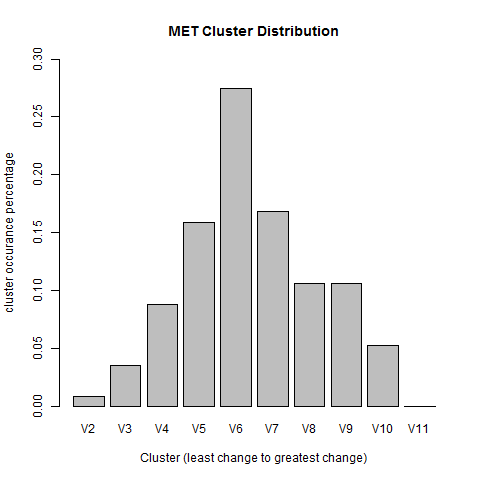 MET Cluster Distribution
cluster occurance percentage
0.30
0.25
0.20
0.15
0.10
0.05
0.00
V2 V3 V4 V5 V6 V7 V8 V9 V10 V11
Cluster (least change to greatest change)